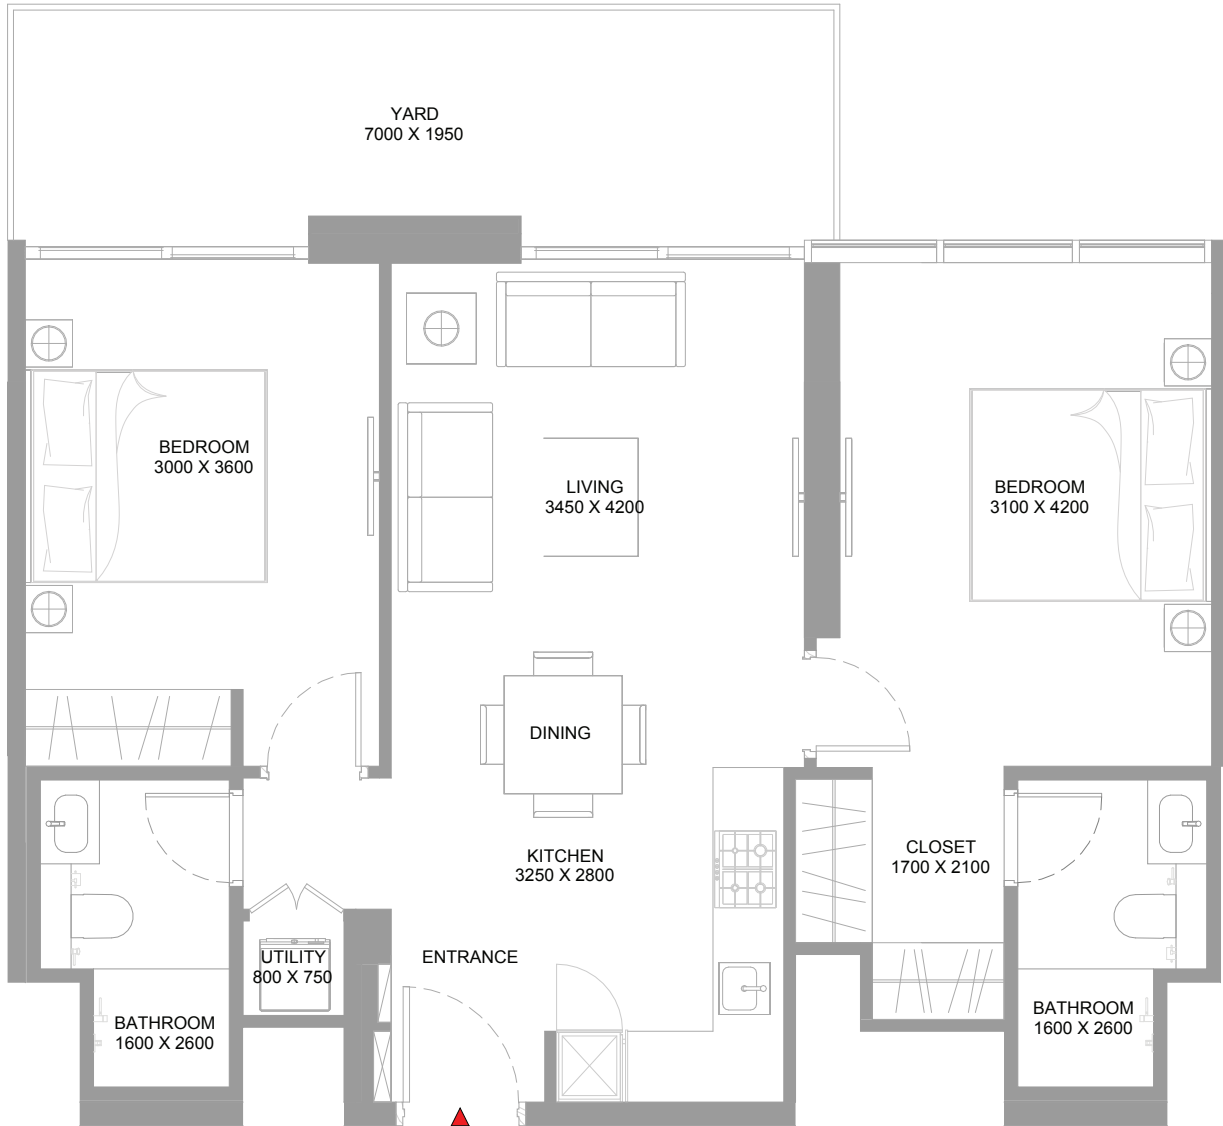 YARD
7000 X 1950
BEDROOM
3000 X 3600
LIVING
3450 X 4200
BEDROOM
3100 X 4200
DINING
KITCHEN
3250 X 2800
CLOSET
1700 X 2100
UTILITY
800 X 750
ENTRANCE
BATHROOM
1600 X 2600
BATHROOM
1600 X 2600